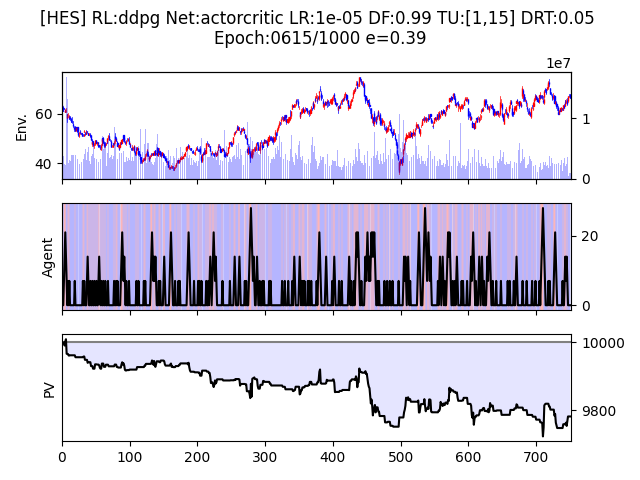 [HES] RL:ddpg Net:actorcritic LR:1e-05 DF:0.99 TU:[1,15] DRT:0.05
Epoch:0615/1000 e=0.39
1e7
Env.
60
40
1
0
Agent
20
0
PV
10000
9800
0 100 200 300 400 500 600 700